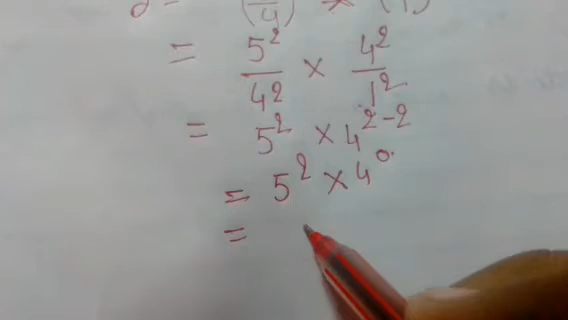 = 5²/4² × 4²/1²
= 5² × 4²⁻²
= 5² × 4⁰.
=